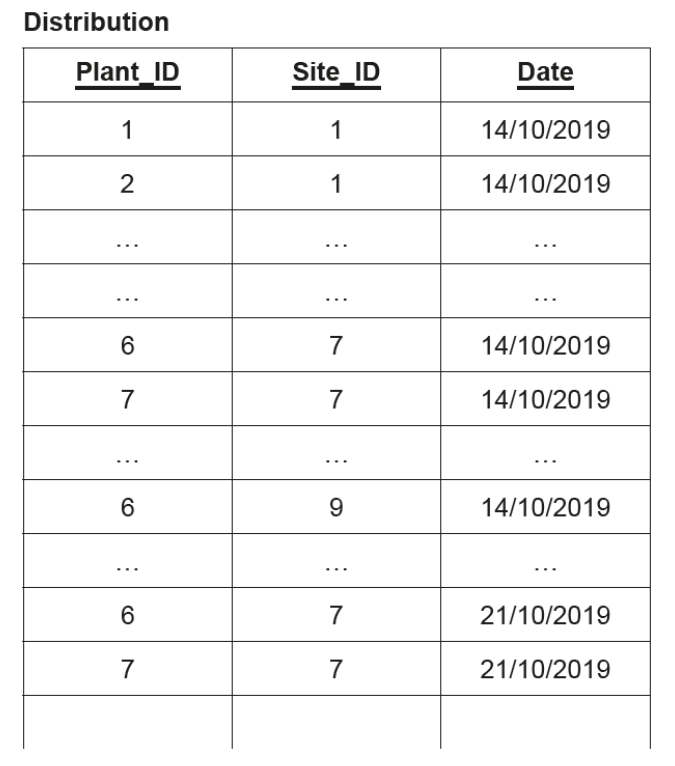 Distribution
Plant_ID Site_ID Date
1 1 14/10/2019
2 1 14/10/2019
... ... ...
... ... ...
6 7 14/10/2019
7 7 14/10/2019
... ... ...
6 9 14/10/2019
... ... ...
6 7 21/10/2019
7 7 21/10/2019